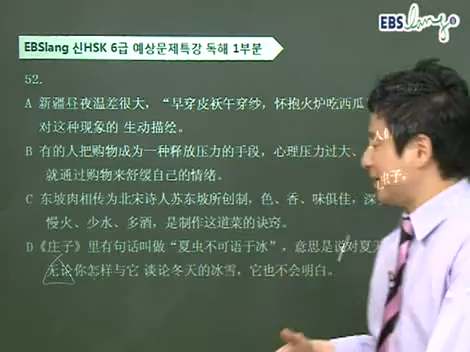 EBSlang
EBSlang 신HSK 6급 예상문제특강 독해 1부분
52.
A 新疆昼夜温差很大，“早穿皮袄午穿纱，怀抱火炉吃西瓜
对这种现象的 生动描绘。
B 有的人把购物成为一种释放压力的手段，心理压力过大、
就通过购物来舒缓自己的情绪。
C 东坡肉相传为北宋诗人苏东坡所创制，色、香、味俱佳，深
慢火、少水、多酒，是制作这道菜的诀窍。
D《庄子》里有句话叫做“夏虫不可语于冰”，意思是说对夏天
虫子，
无论你怎样与它 谈论冬天的冰雪，它也不会明白。